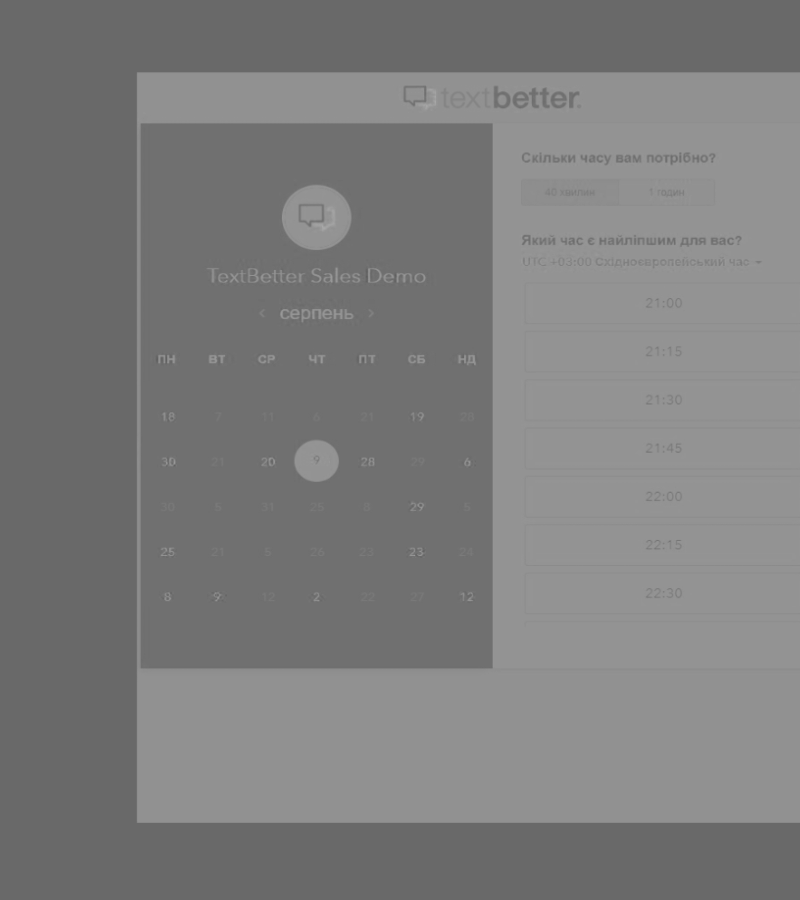 textbetter.
TextBetter Sales Demo
‹ серпень ›
ПН ВТ СР ЧТ ПТ СБ НД
18 7 11 6 21 19 28
30 21 20 9 28 29 6
30 5 31 26 8 29 5
25 21 5 26 23 23 24
8 9 12 2 22 27 12
Скільки часу вам потрібно?
40 хвилин 1 годин
Який час є найліпшим для вас?
UTC +03:00 Східноєвропейський час
21:00
21:15
21:30
21:45
22:00
22:15
22:30